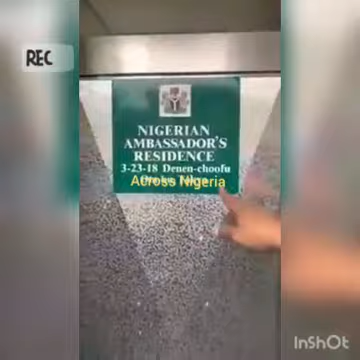 REC
NIGERIAN
AMBASSADOR'S
RESIDENCE
3-23-18 Denen-choofu
Across Nigeria
InShOt